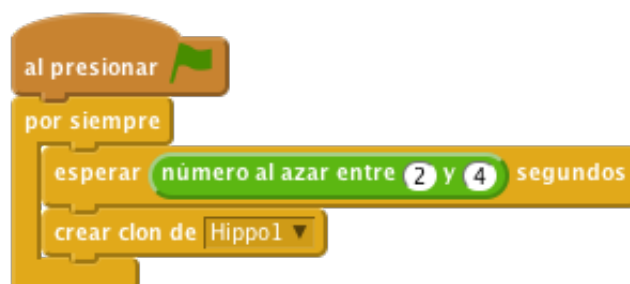 al presionar
por siempre
esperar número al azar entre 2 y 4 segundos
crear clon de Hippo1